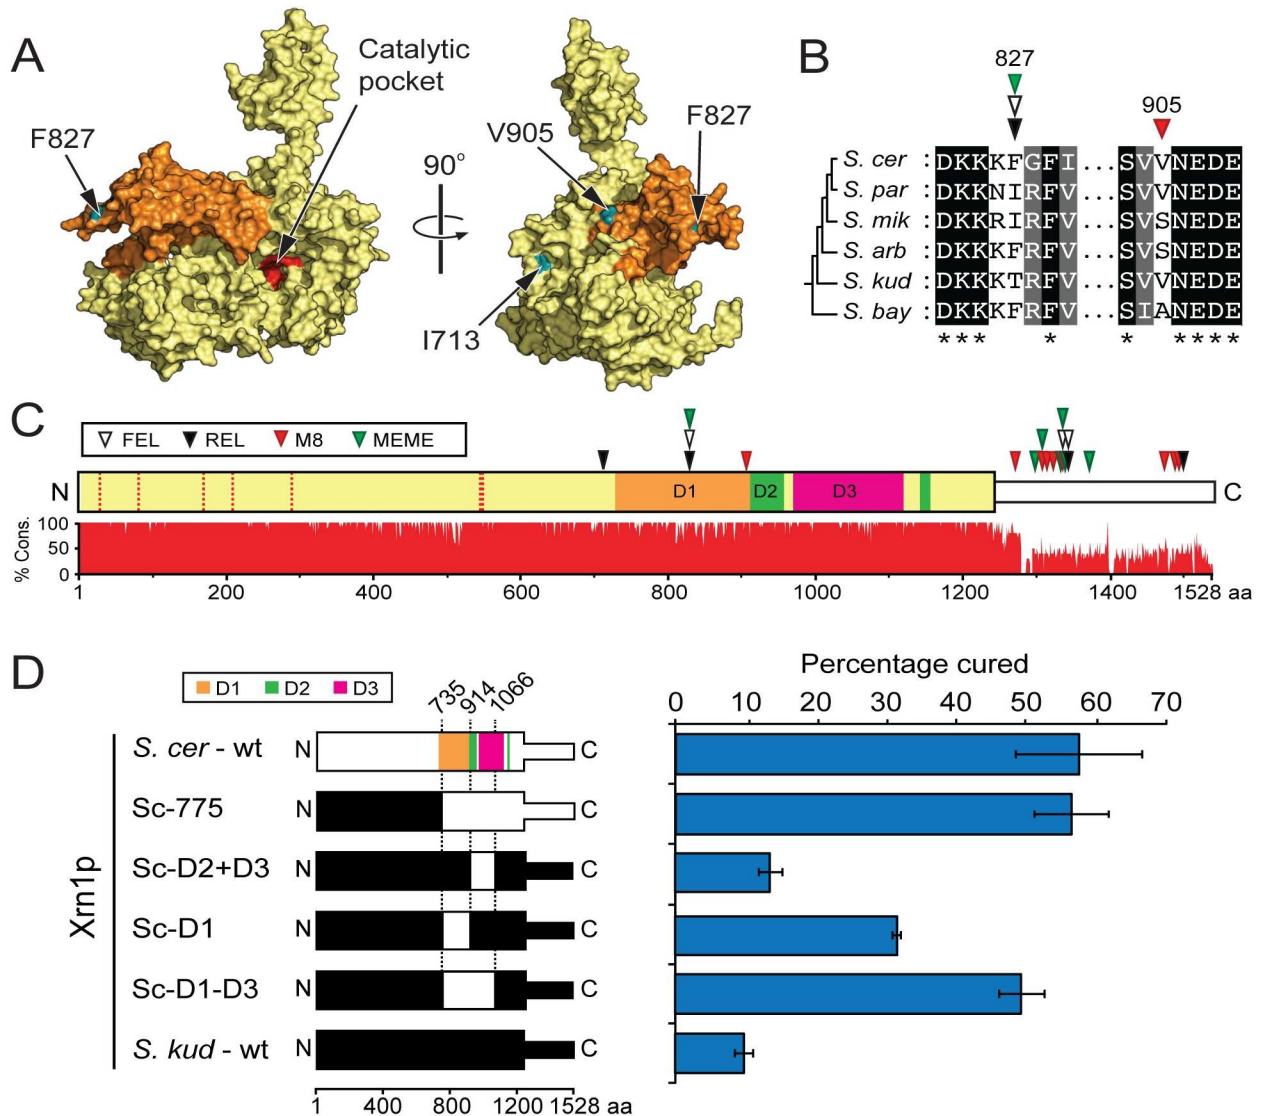 A
F827
Catalytic
pocket
90°
V905
F827
I713
B
827
905
S. cer : DKKKFGFI ... SVVNEDE
S. par : DKKNIRFV ... SVVNEDE
S. mik : DKKRIRFV ... SVSNEDE
S. arb : DKKKFRFV ... SVSNEDE
S. kud : DKKKTRFV ... SVVNEDE
S. bay : DKKKFRFV ... SIANEDE
* * * * * * * * *
C
FEL REL M8 MEME
N D1 D2 D3 C
% Cons.
100
50
0
1 200 400 600 800 1000 1200 1400 1528 aa
D
D1 D2 D3
735 914 1066
Xrn1p
S. cer - wt N C
Sc-775 N C
Sc-D2+D3 N C
Sc-D1 N C
Sc-D1-D3 N C
S. kud - wt N C
1 400 800 1200 1528 aa
Percentage cured
0 10 20 30 40 50 60 70